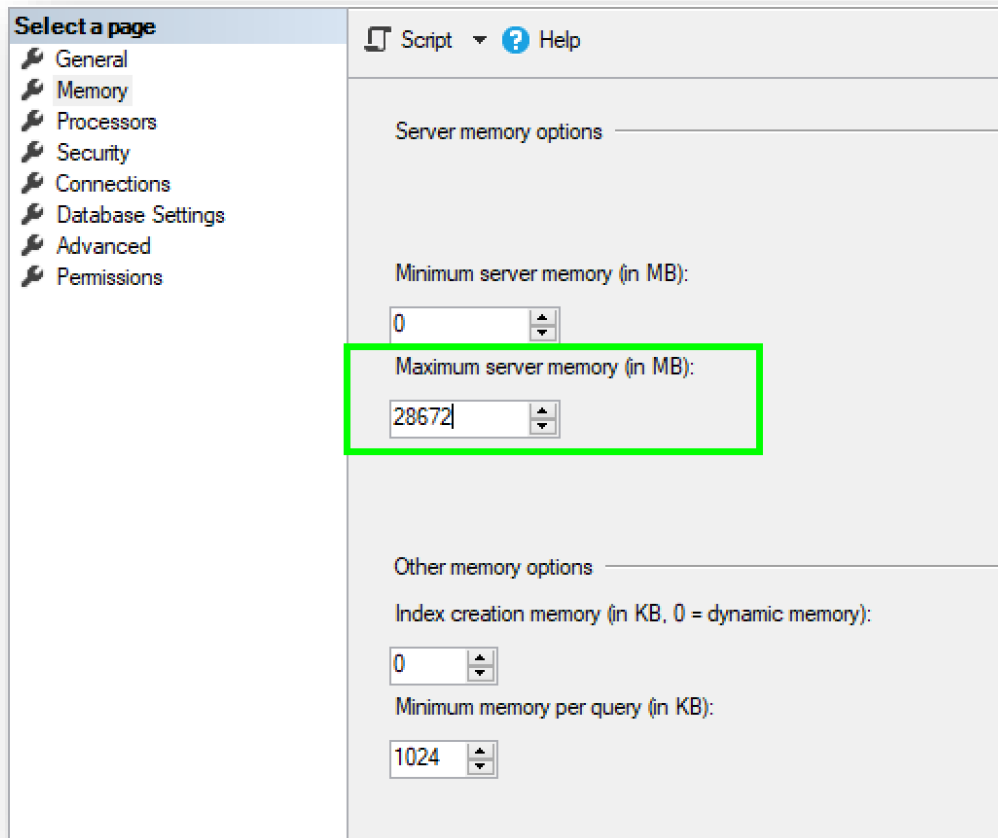 Select a page
General
Memory
Processors
Security
Connections
Database Settings
Advanced
Permissions
Script Help
Server memory options
Minimum server memory (in MB):
0
Maximum server memory (in MB):
28672
Other memory options
Index creation memory (in KB, 0 = dynamic memory):
0
Minimum memory per query (in KB):
1024